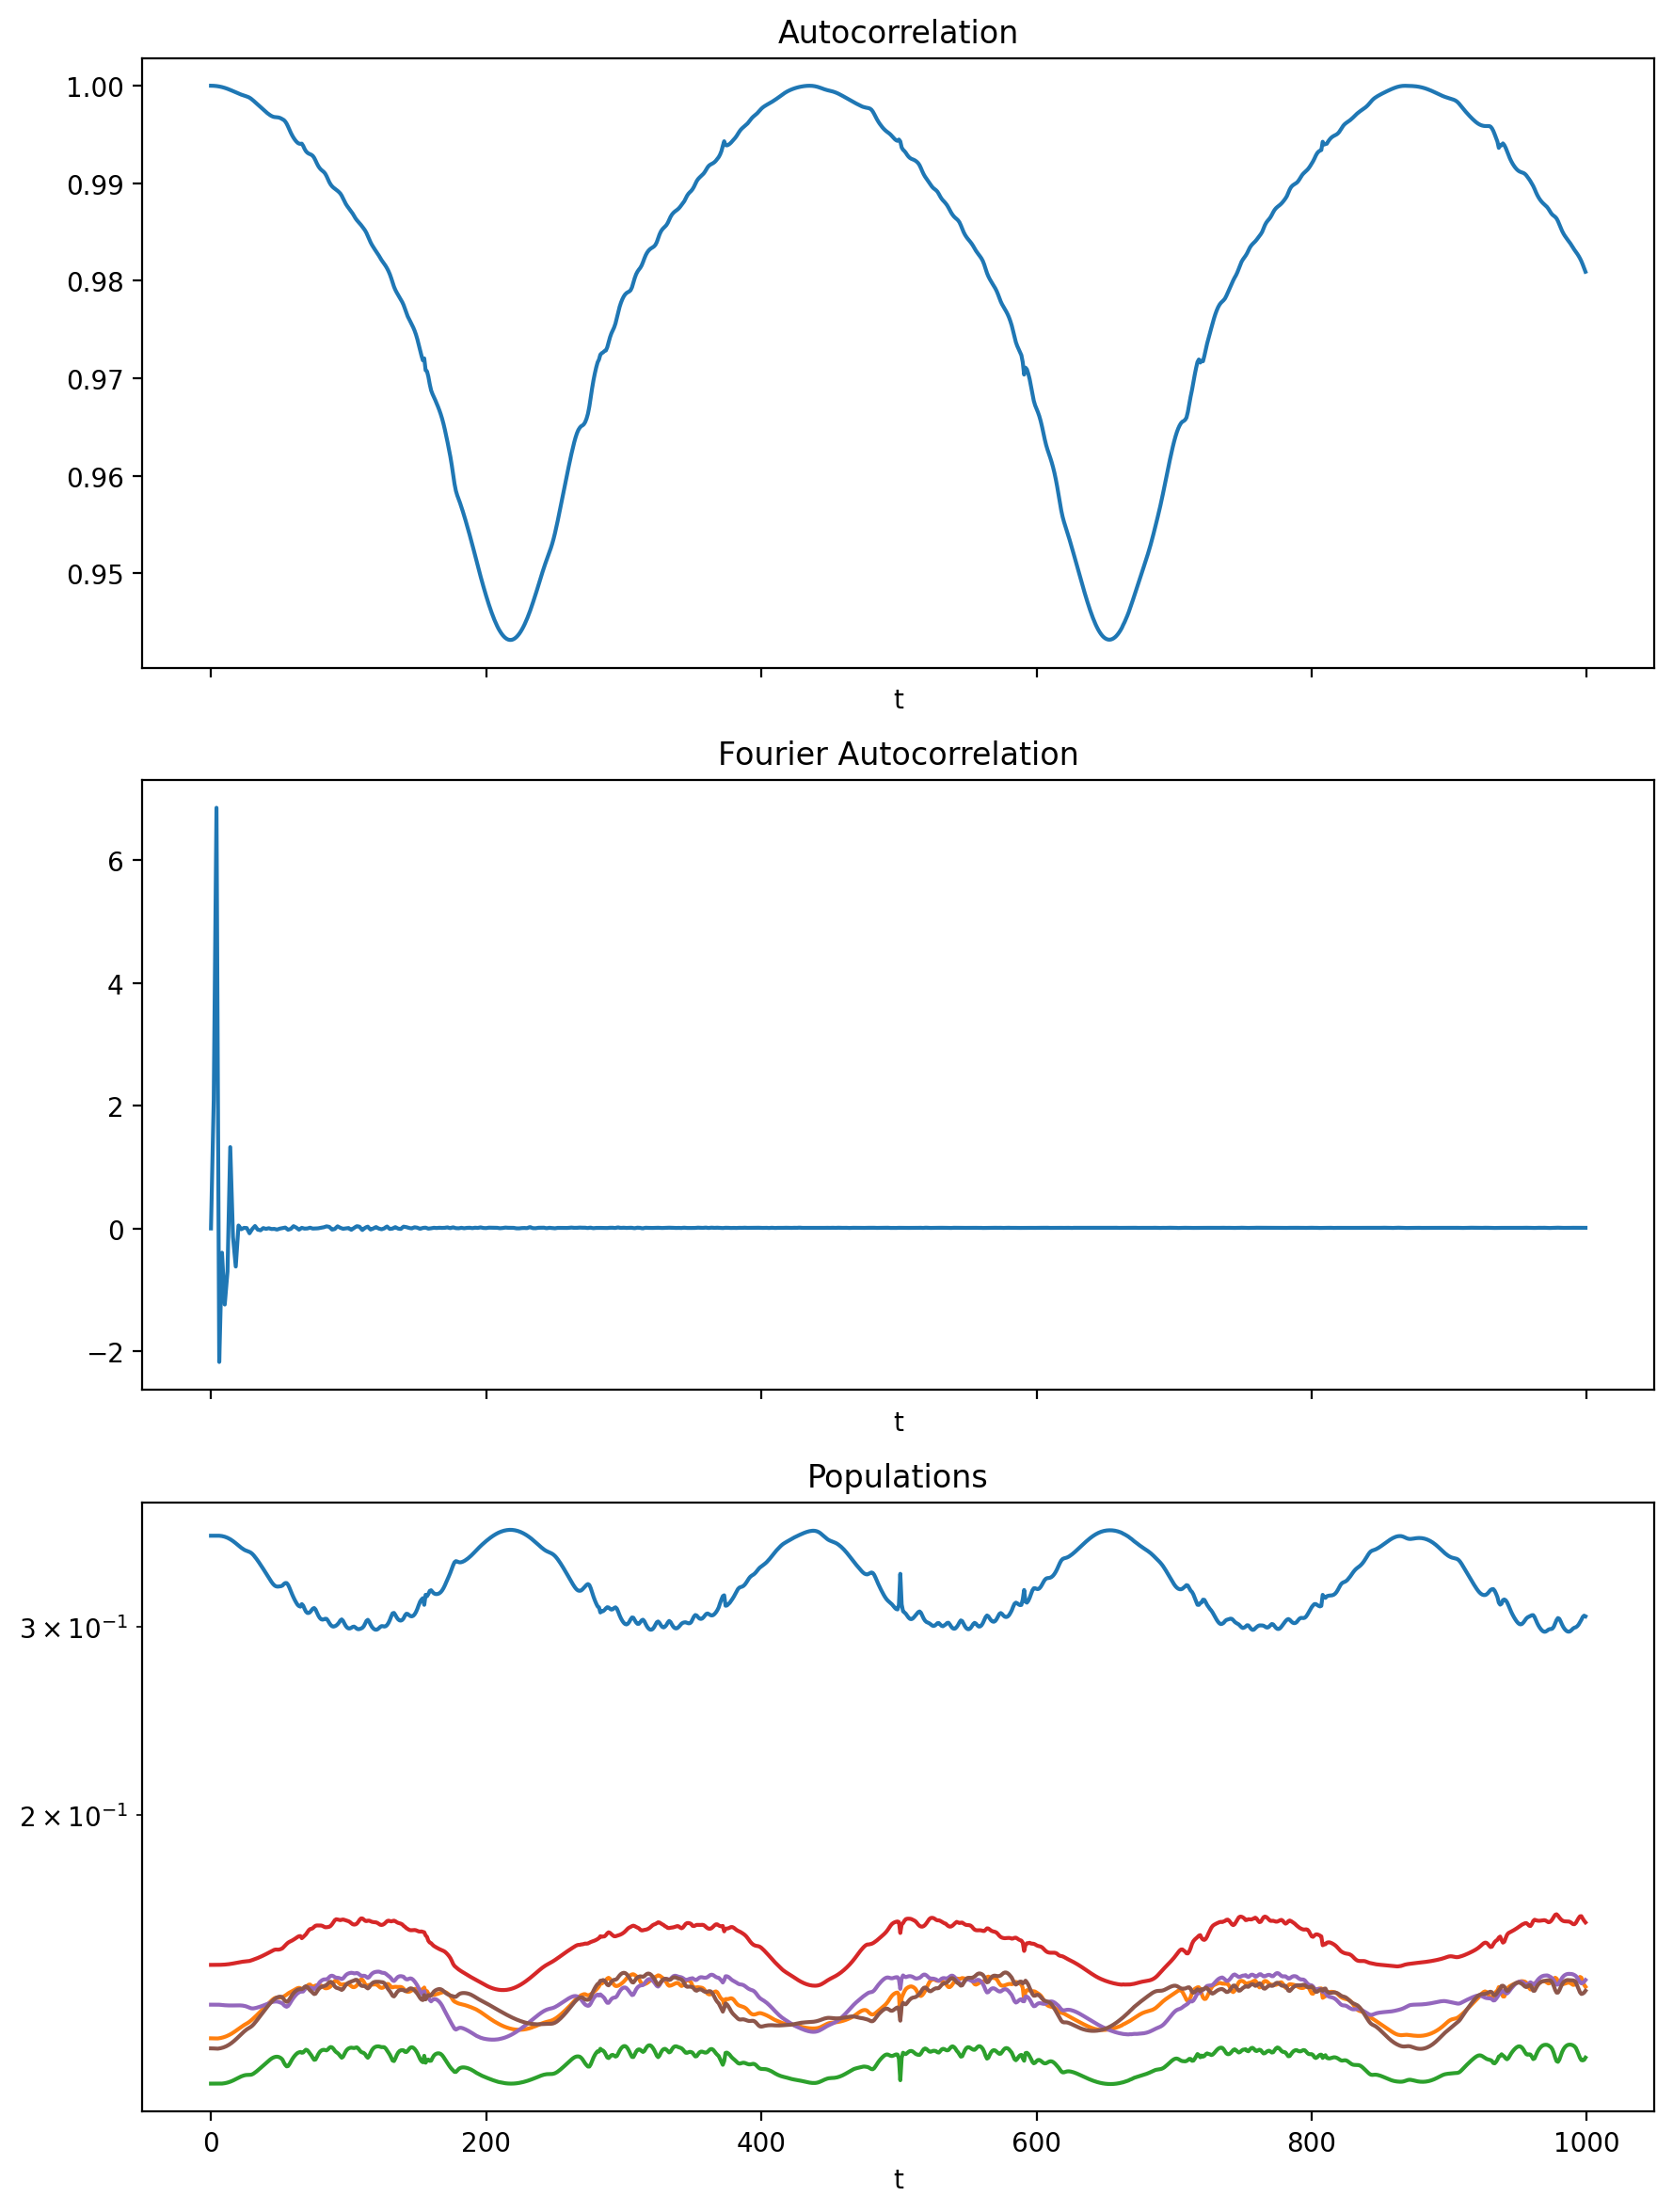 Autocorrelation
1.00
0.99
0.98
0.97
0.96
0.95
t
Fourier Autocorrelation
6
4
2
0
−2
t
Populations
3 × 10⁻¹
2 × 10⁻¹
0 200 400 600 800 1000
t